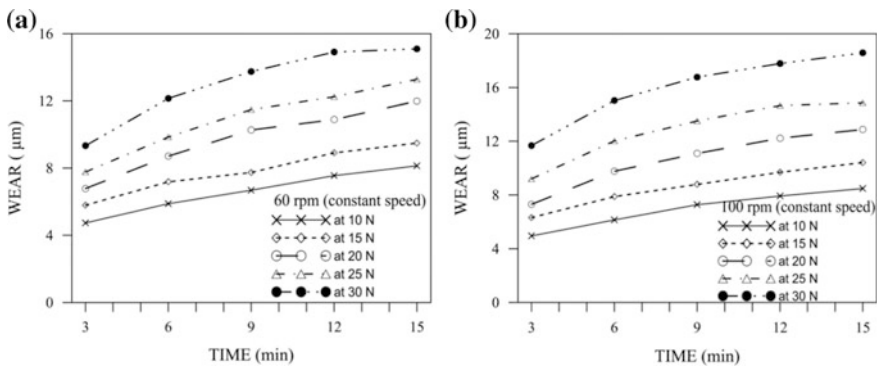 (a)
16
12
8
4
0
WEAR ( μm)
60 rpm (constant speed)
at 10 N
at 15 N
at 20 N
at 25 N
at 30 N
3 6 9 12 15
TIME (min)
(b)
20
16
12
8
4
0
WEAR ( μm)
100 rpm (constant speed)
at 10 N
at 15 N
at 20 N
at 25 N
at 30 N
3 6 9 12 15
TIME (min)